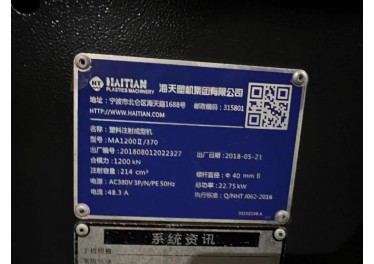 HT HAITIAN 海天塑机集团有限公司
PLASTICS MACHINERY
地址：宁波市北仑区海天路1688号 邮政编码：315801
HTTP://WWW.HAITIAN.COM
名称：塑料注射成型机
型号：MA1200Ⅱ/370
出厂编号：201808012022327 出厂日期：2018-05-21
合模力：1200 kN
注射容量：214 cm³ 螺杆直径：Φ 40 mm B
电源：AC380V 3P/N/PE 50Hz 总功率：22.75kW
电流：48.3 A 执行标准：Q/NHTJ062-2016
系统资讯